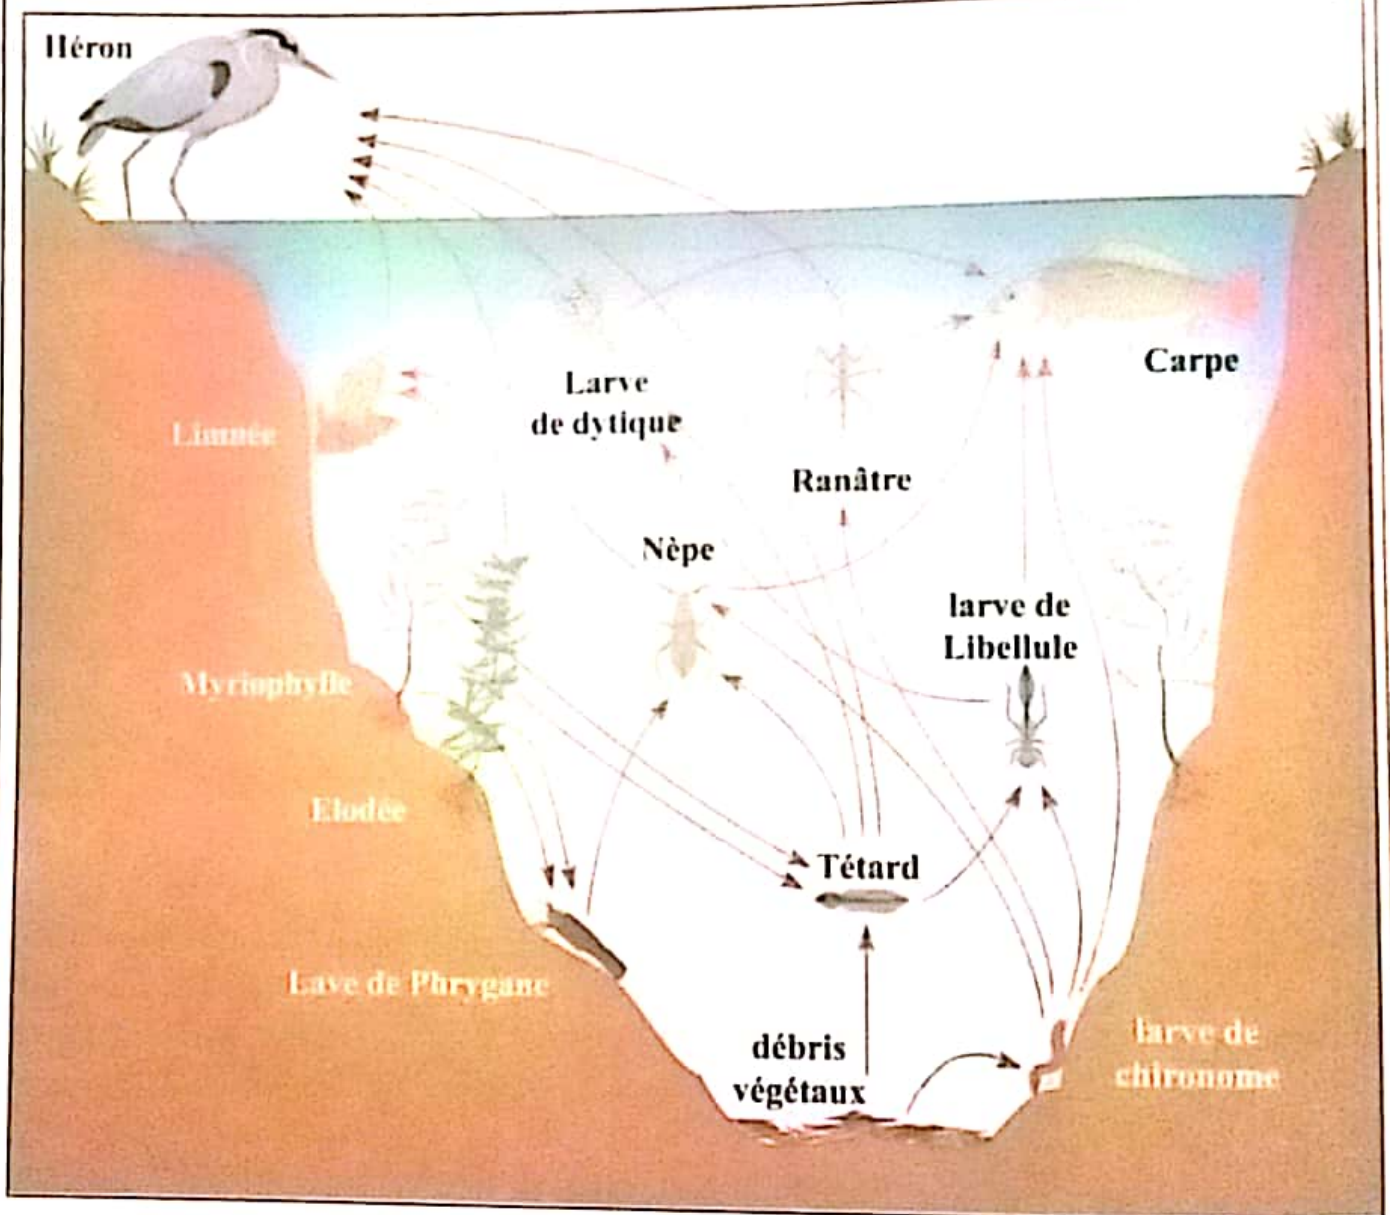 Héron
Carpe
Larve
de dytique
Limnée
Ranâtre
Nèpe
larve de
Libellule
Myriophylle
Elodée
Tétard
Lave de Phrygane
débris
végétaux
larve de
chironome